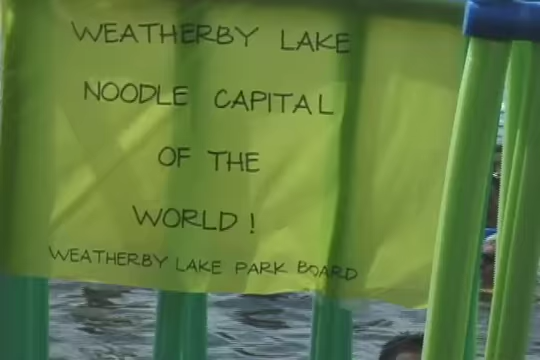 WEATHERBY LAKE
NOODLE CAPITAL
OF THE
WORLD!
WEATHERBY LAKE PARK BOARD